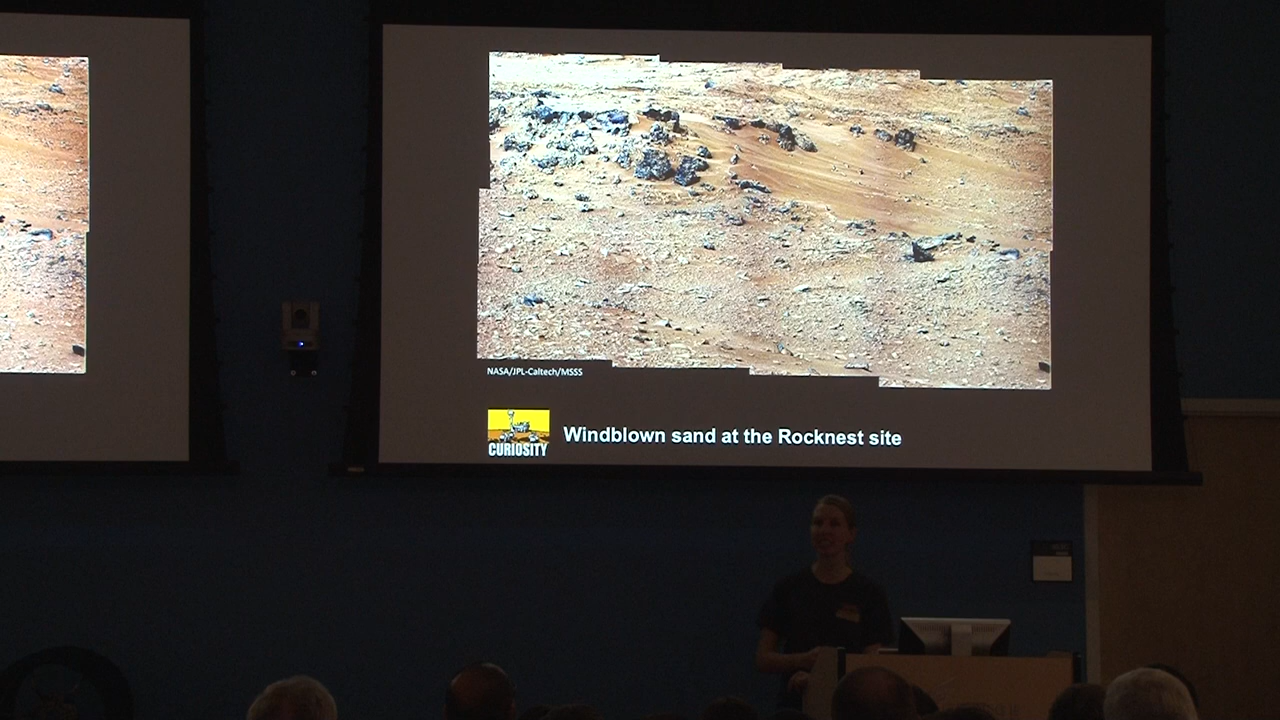 NASA/JPL-Caltech/MSSS
CURIOSITY
Windblown sand at the Rocknest site